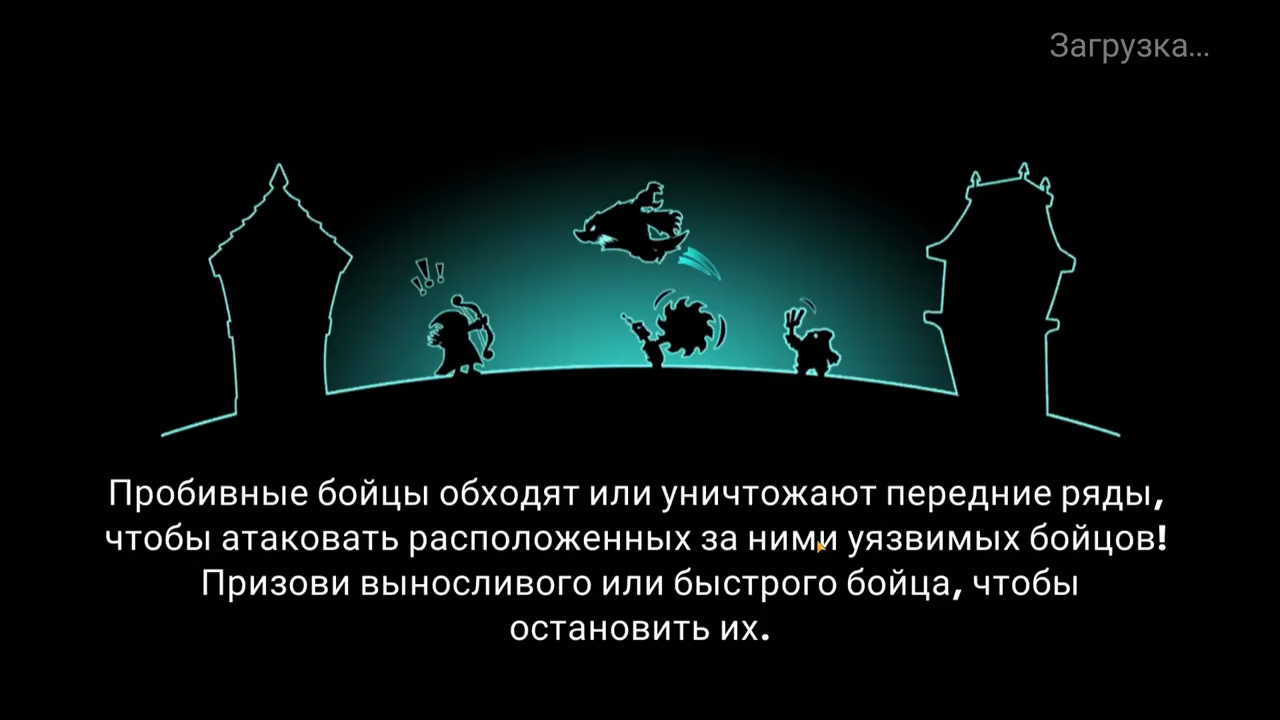 Загрузка...
!!!
Пробивные бойцы обходят или уничтожают передние ряды,
чтобы атаковать расположенных за ними уязвимых бойцов!
Призови выносливого или быстрого бойца, чтобы
остановить их.